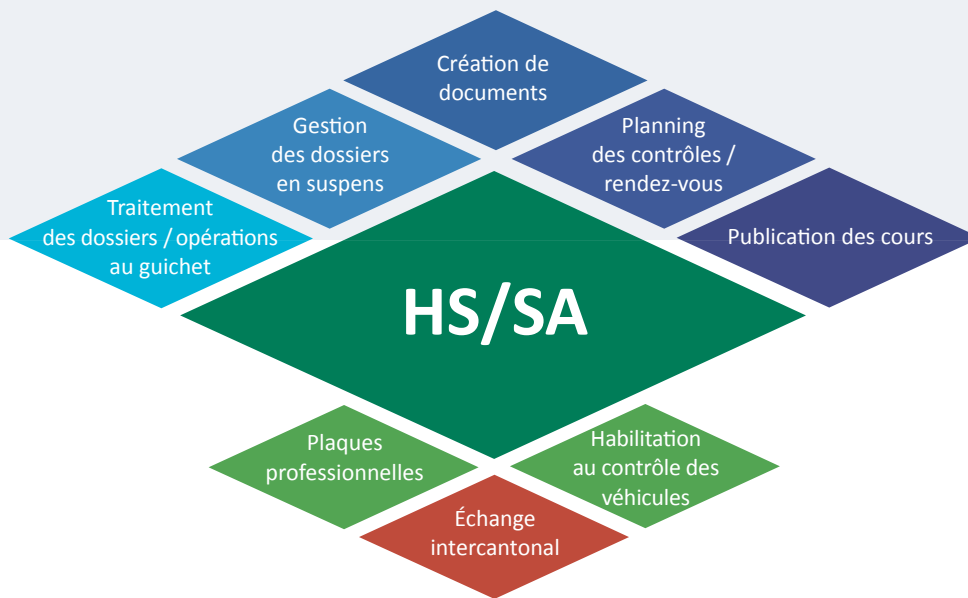 Création de
documents
Gestion
des dossiers
en suspens
Planning
des contrôles /
rendez-vous
Traitement
des dossiers / opérations
au guichet
Publication des cours
HS/SA
Plaques
professionnelles
Habilitation
au contrôle des
véhicules
Échange
intercantonal